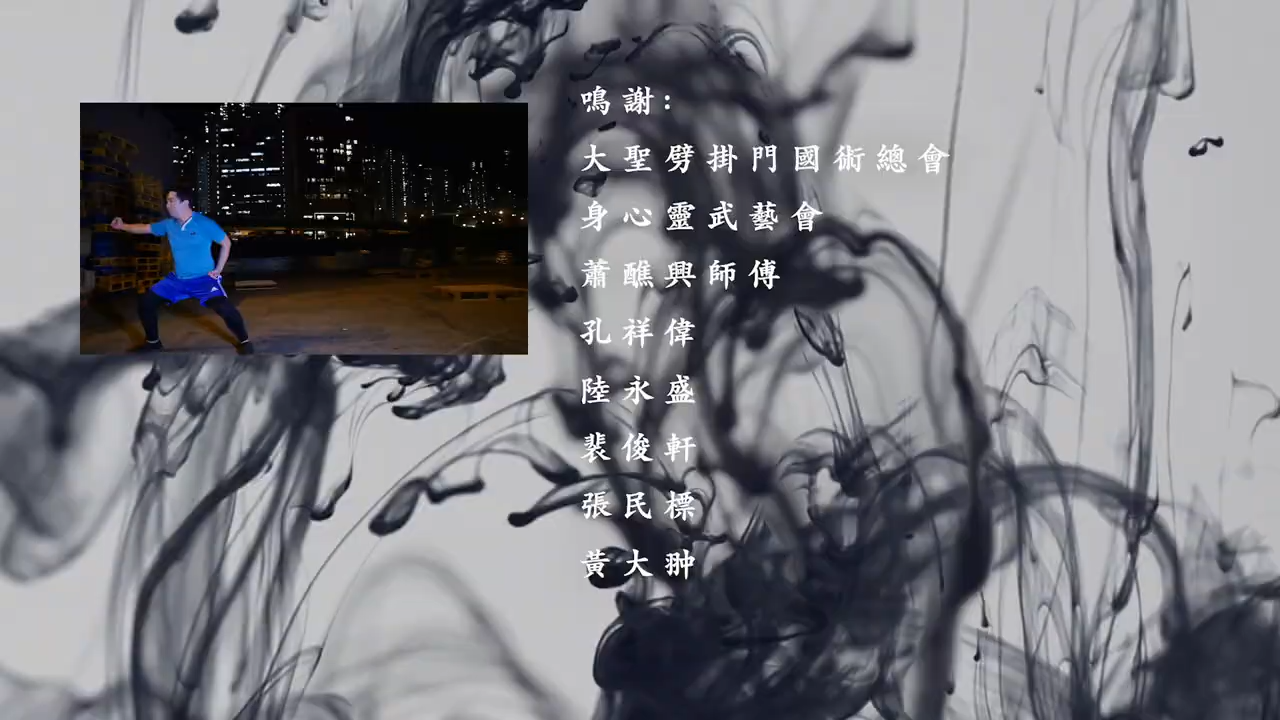 鳴謝:
大聖劈掛門國術總會
身心靈武藝會
蕭醮興師傅
孔祥偉
陸永盛
裴俊軒
張民標
黃大翀